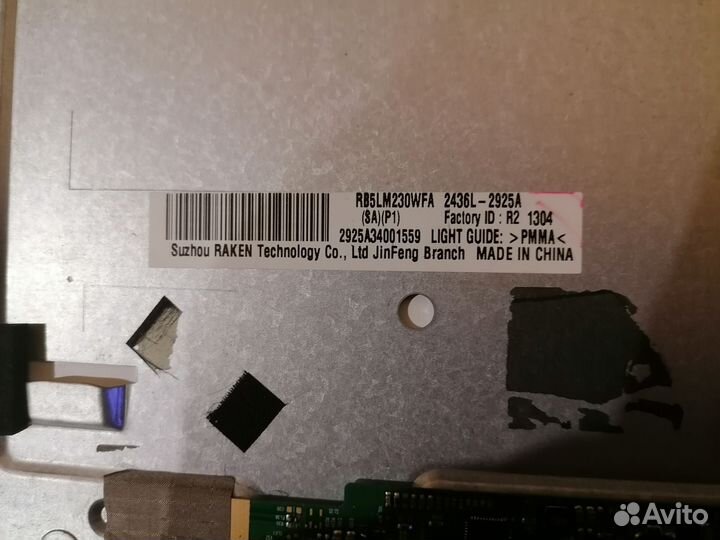 RB5LM230WFA 2436L-2925A
(SA)(P1) Factory ID : R2 1304
2925A34001559 LIGHT GUIDE: >PMMA<
Suzhou RAKEN Technology Co., Ltd JinFeng Branch MADE IN CHINA
Avito